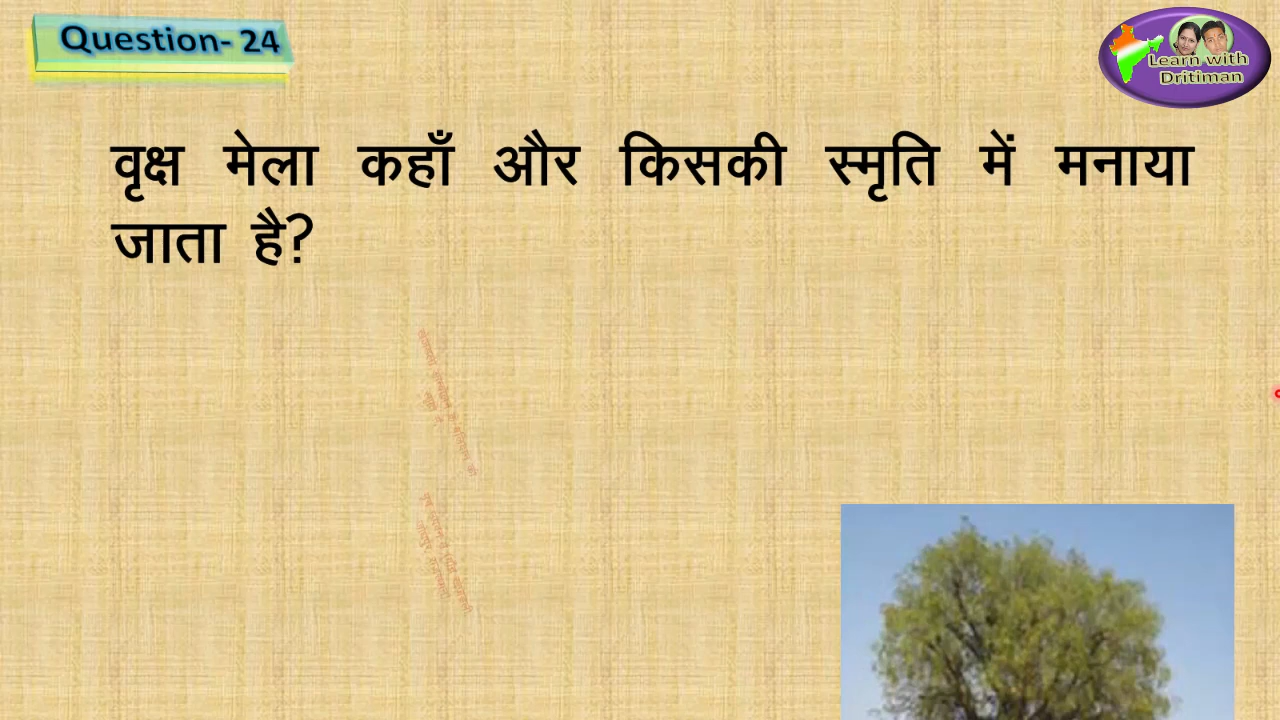 Question- 24
Learn with
Dritiman
वृक्ष मेला कहाँ और किसकी स्मृति में मनाया
जाता है?